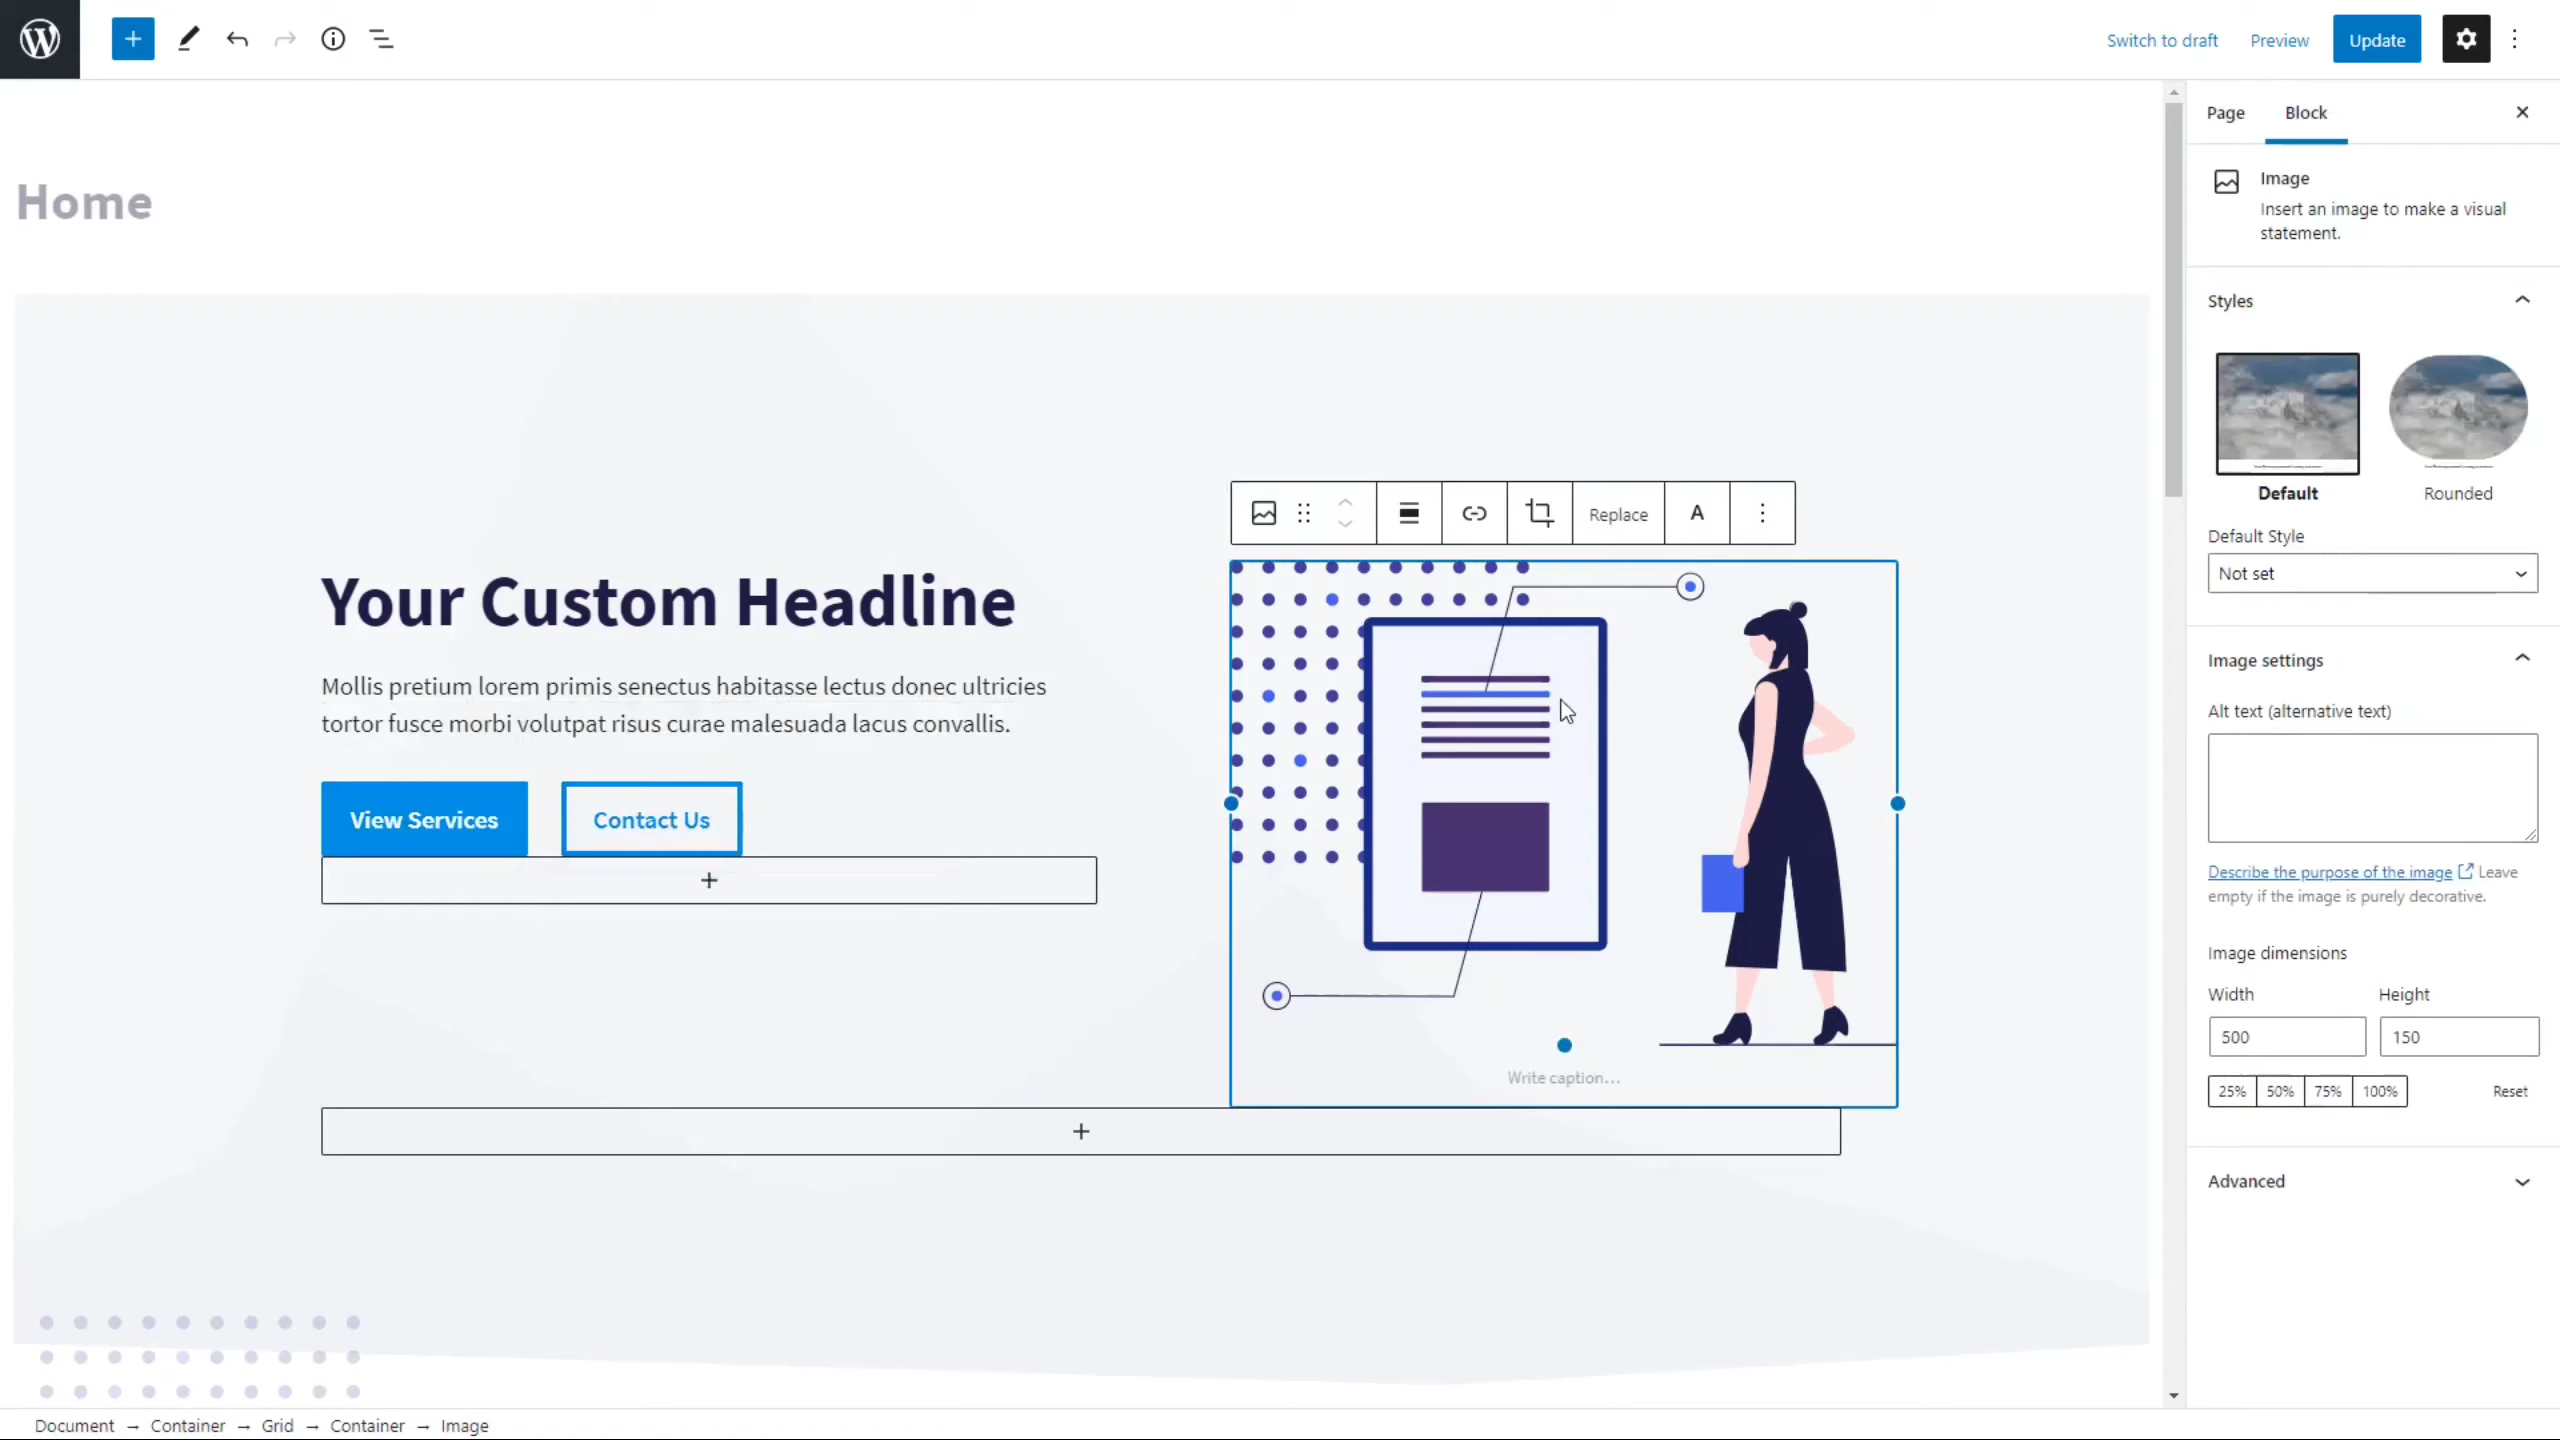 Switch to draft
Preview
Update
Page
Block
Image
Insert an image to make a visual
statement.
Home
Styles
Default
Rounded
Default Style
Not set
Replace
A
Your Custom Headline
Mollis pretium lorem primis senectus habitasse lectus donec ultricies
tortor fusce morbi volutpat risus curae malesuada lacus convallis.
View Services
Contact Us
Image settings
Alt text (alternative text)
Describe the purpose of the image Leave
empty if the image is purely decorative.
Image dimensions
Width
Height
500
150
25%
50%
75%
100%
Reset
Write caption...
Advanced
Document → Container → Grid → Container → Image